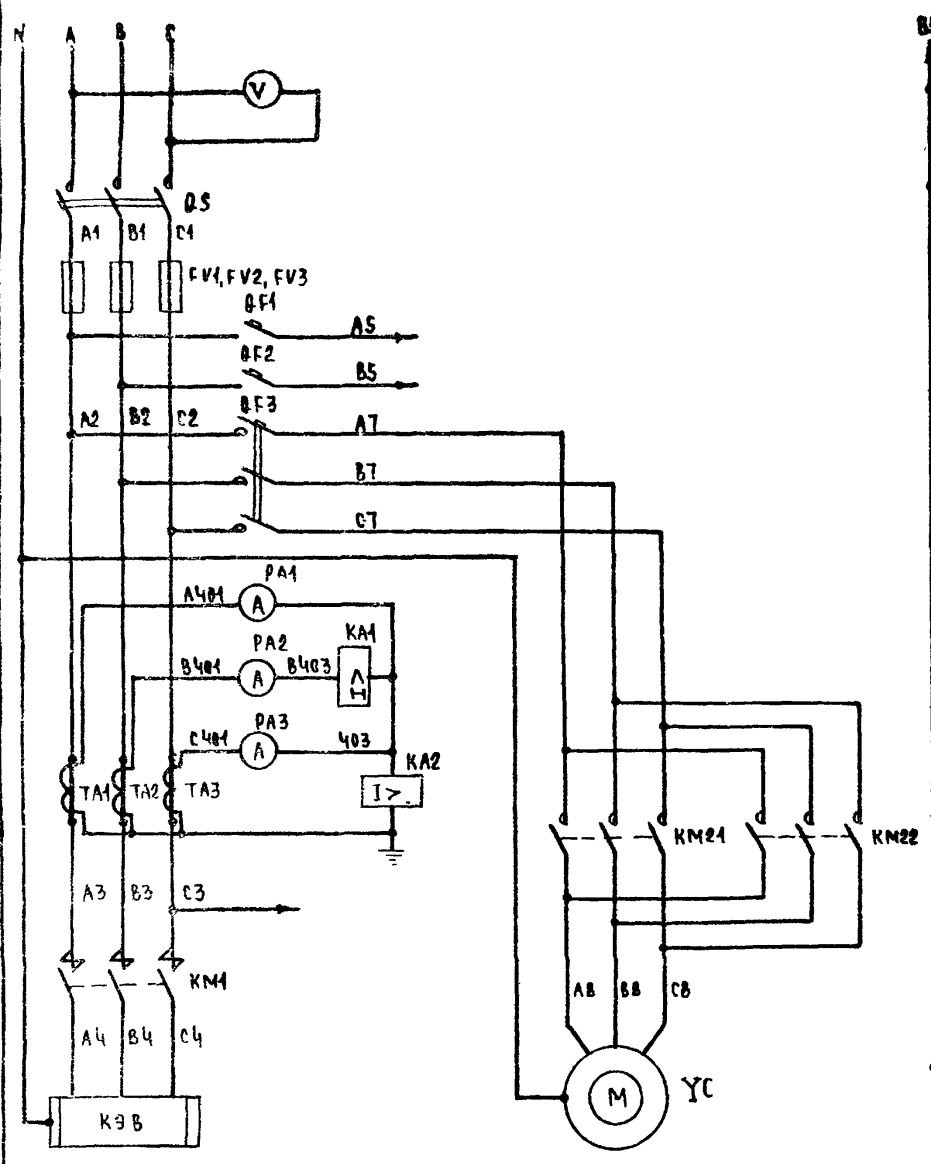 N A B C
V
QS
A1 B1 C1
FV1, FV2, FV3
QF1
A5
QF2
B5
QF3
A2 B2 C2 A7
B7
C7
PA1
A401 A
PA2 KA1
B401 A B403 I>
PA3
C401 A 403
KA2
TA1 TA2 TA3 I>
KM21 KM22
A3 B3 C3
KM1
A8 B8 C8
A4 B4 C4
КЭВ M YC